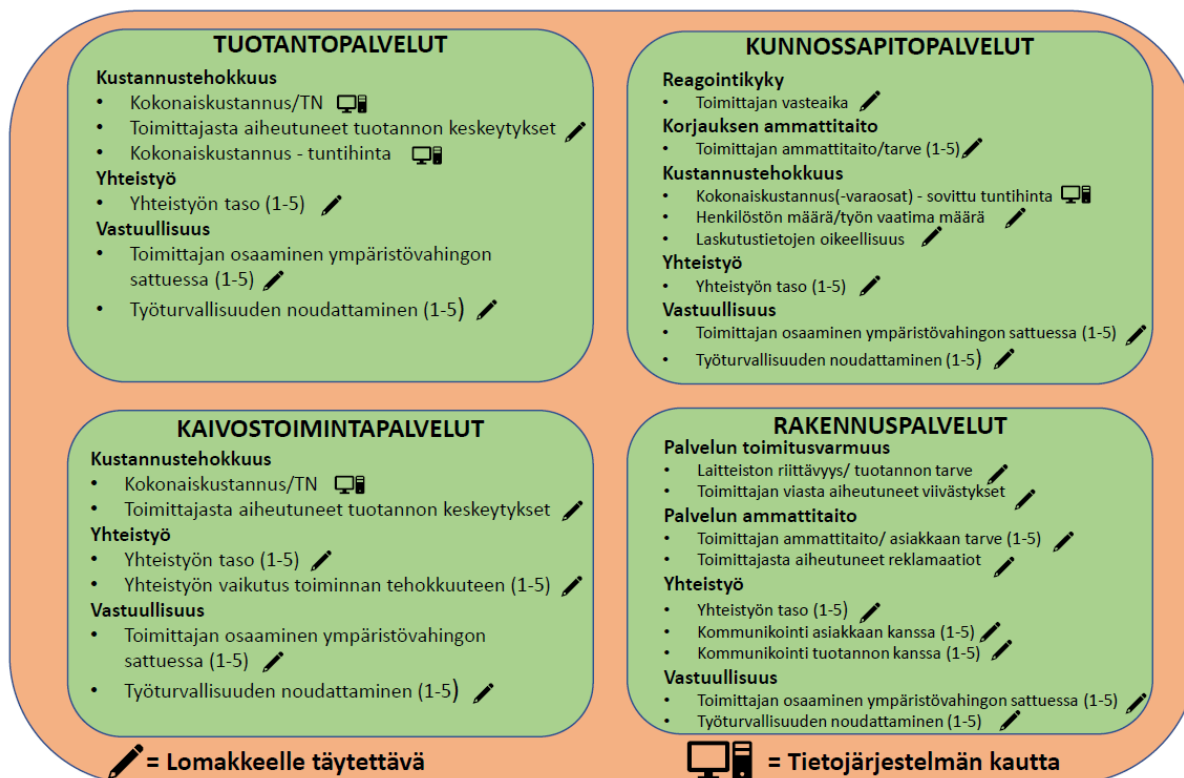 TUOTANTOPALVELUT
Kustannustehokkuus
• Kokonaiskustannus/TN
• Toimittajasta aiheutuneet tuotannon keskeytykset
• Kokonaiskustannus - tuntihinta
Yhteistyö
• Yhteistyön taso (1-5)
Vastuullisuus
• Toimittajan osaaminen ympäristövahingon
sattuessa (1-5)
• Työturvallisuuden noudattaminen (1-5)
KUNNOSSAPITOPALVELUT
Reagointikyky
• Toimittajan vasteaika
Korjauksen ammattitaito
• Toimittajan ammattitaito/tarve (1-5)
Kustannustehokkuus
• Kokonaiskustannus(-varaosat) - sovittu tuntihinta
• Henkilöstön määrä/työn vaatima määrä
• Laskutustietojen oikeellisuus
Yhteistyö
• Yhteistyön taso (1-5)
Vastuullisuus
• Toimittajan osaaminen ympäristövahingon sattuessa (1-5)
• Työturvallisuuden noudattaminen (1-5)
KAIVOSTOIMINTAPALVELUT
Kustannustehokkuus
• Kokonaiskustannus/TN
• Toimittajasta aiheutuneet tuotannon keskeytykset
Yhteistyö
• Yhteistyön taso (1-5)
• Yhteistyön vaikutus toiminnan tehokkuuteen (1-5)
Vastuullisuus
• Toimittajan osaaminen ympäristövahingon
sattuessa (1-5)
• Työturvallisuuden noudattaminen (1-5)
RAKENNUSPALVELUT
Palvelun toimitusvarmuus
• Laitteiston riittävyys/ tuotannon tarve
• Toimittajan viasta aiheutuneet viivästykset
Palvelun ammattitaito
• Toimittajan ammattitaito/ asiakkaan tarve (1-5)
• Toimittajasta aiheutuneet reklamaatiot
Yhteistyö
• Yhteistyön taso (1-5)
• Kommunikointi asiakkaan kanssa (1-5)
• Kommunikointi tuotannon kanssa (1-5)
Vastuullisuus
• Toimittajan osaaminen ympäristövahingon sattuessa (1-5)
• Työturvallisuuden noudattaminen (1-5)
= Lomakkeelle täytettävä
= Tietojärjestelmän kautta